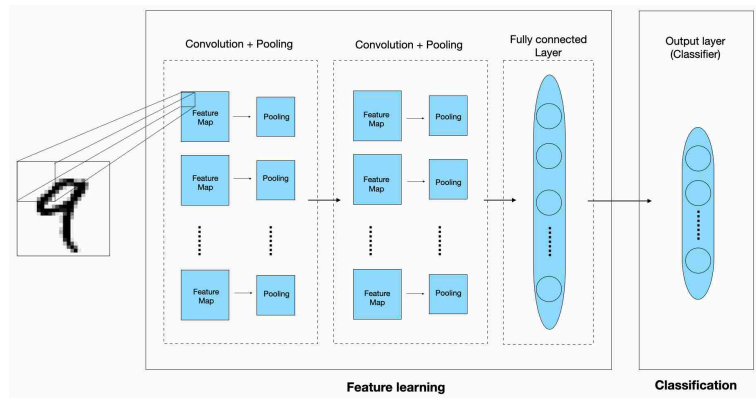 Convolution + Pooling
Convolution + Pooling
Fully connected
Layer
Output layer
(Classifier)
Feature
Map
Pooling
Feature
Map
Pooling
Feature
Map
Pooling
Feature
Map
Pooling
Feature
Map
Pooling
Feature
Map
Pooling
9
Feature learning
Classification